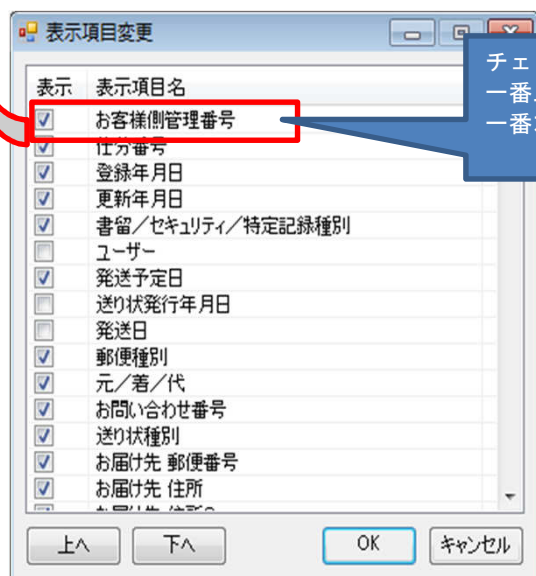 表示項目変更
チェ
一番
一番
表示 表示項目名
お客様側管理番号
仕分番号
登録年月日
更新年月日
書留／セキュリティ／特定記録種別
ユーザー
発送予定日
送り状発行年月日
発送日
郵便種別
元／着／代
お問い合わせ番号
送り状種別
お届け先 郵便番号
お届け先 住所
上へ 下へ OK キャンセル